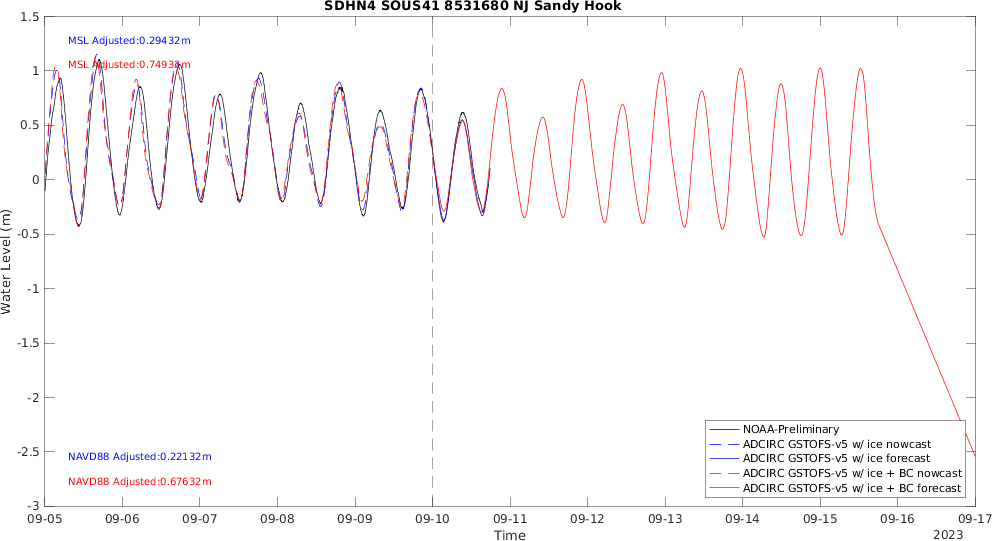 SDHN4 SOUS41 8531680 NJ Sandy Hook
MSL Adjusted:0.29432m
MSL Adjusted:0.74932m
NAVD88 Adjusted:0.22132m
NAVD88 Adjusted:0.67632m
Water Level (m)
1.5
1
0.5
0
-0.5
-1
-1.5
-2
-2.5
-3
NOAA-Preliminary
ADCIRC GSTOFS-v5 w/ ice nowcast
ADCIRC GSTOFS-v5 w/ ice forecast
ADCIRC GSTOFS-v5 w/ ice + BC nowcast
ADCIRC GSTOFS-v5 w/ ice + BC forecast
09-05 09-06 09-07 09-08 09-09 09-10 09-11 09-12 09-13 09-14 09-15 09-16 09-17
Time
2023